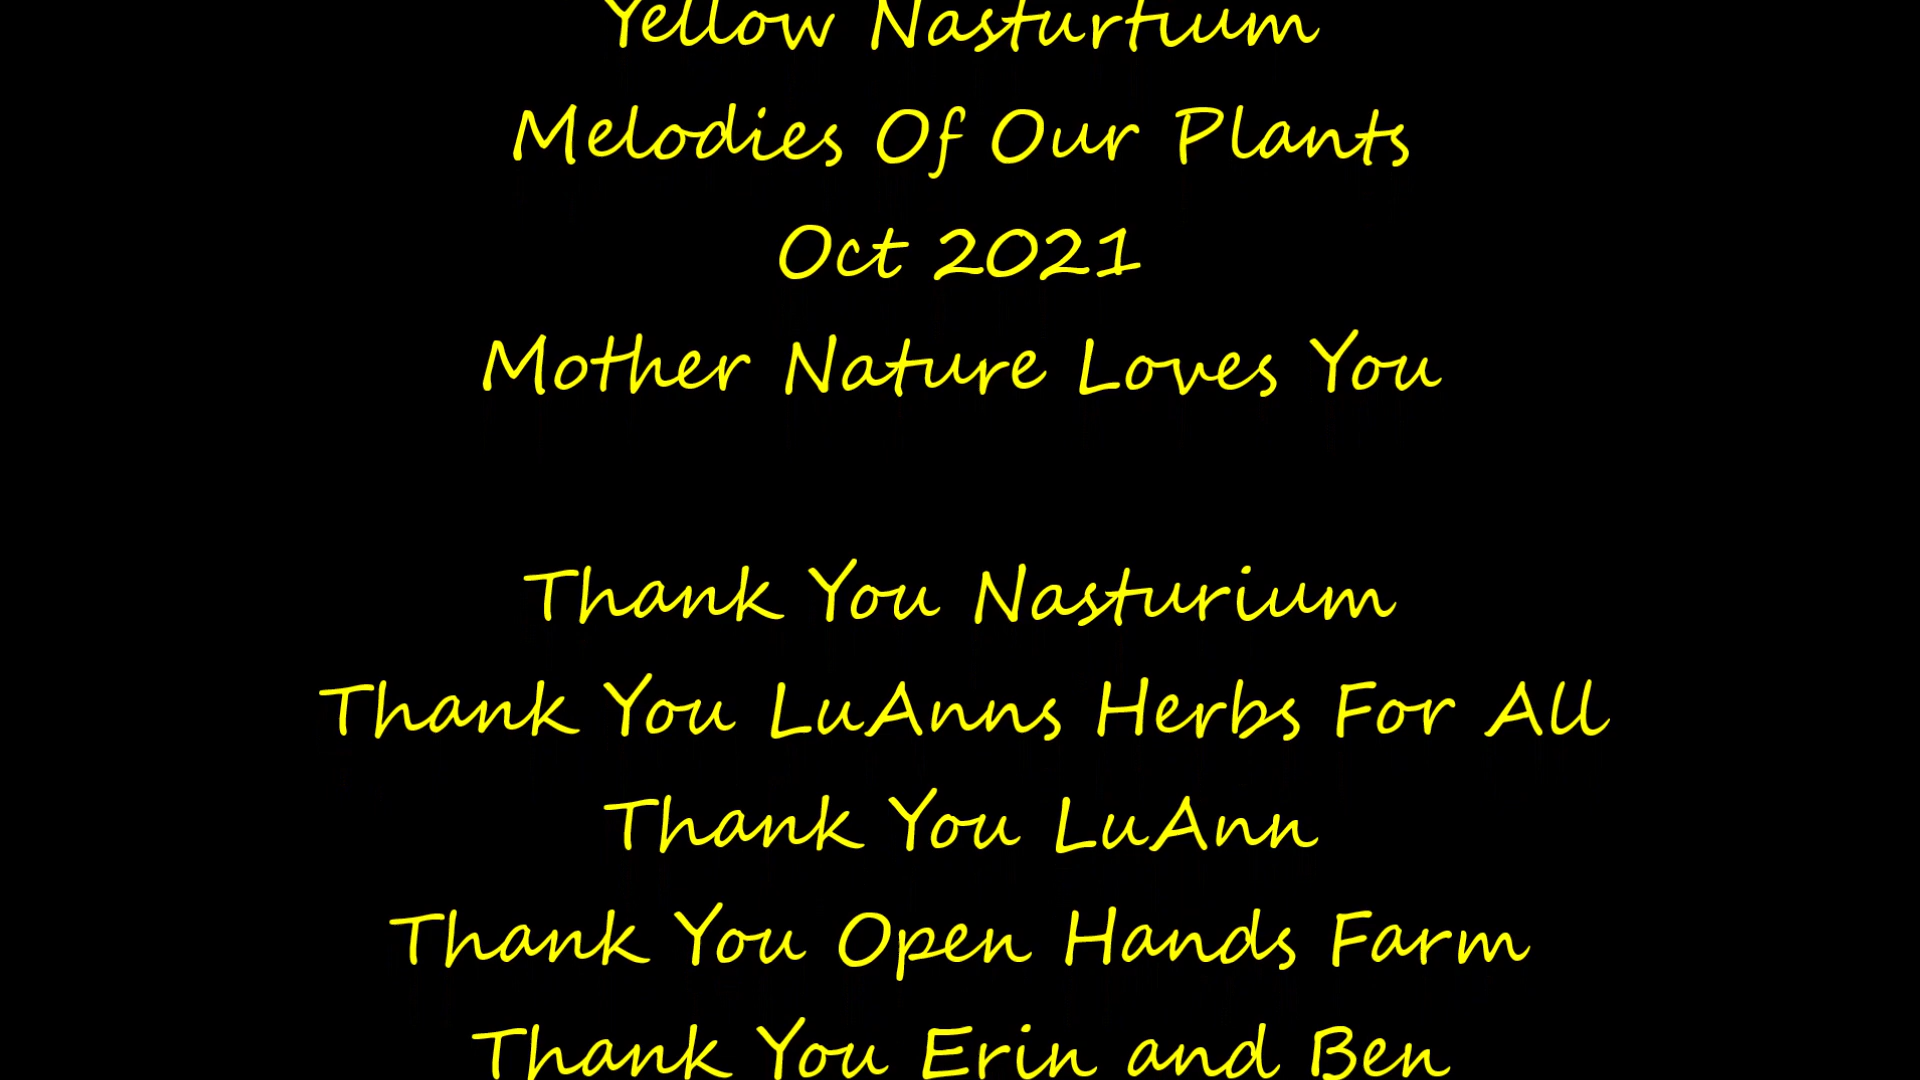 Yellow Nasturtium
Melodies Of Our Plants
Oct 2021
Mother Nature Loves You
Thank You Nasturium
Thank You LuAnns Herbs For All
Thank You LuAnn
Thank You Open Hands Farm
Thank You Erin and Ben